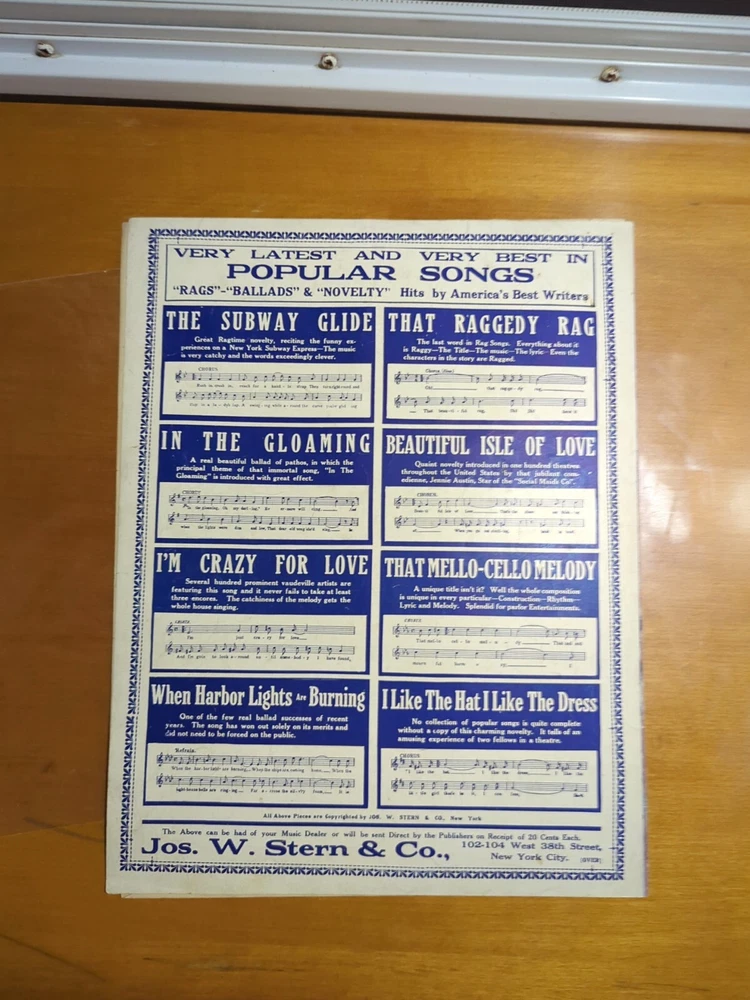 VERY LATEST AND VERY BEST IN
POPULAR SONGS
"RAGS"-"BALLADS" & "NOVELTY" Hits by America's Best Writers
THE SUBWAY GLIDE
Great Ragtime novelty, reciting the funny ex-
periences on a New York Subway Express—The music
is very catchy and the words exceedingly clever.
CHORUS
THAT RAGGEDY RAG
The last word in Rag Songs. Everything about it
is Raggy—The Title—The music—The lyric—Even the
characters in the story are Ragged.
IN THE GLOAMING
A real beautiful ballad of pathos, in which the
principal theme of that immortal song, "In The
Gloaming" is introduced with great effect.
CHORUS
BEAUTIFUL ISLE OF LOVE
Quaint novelty introduced in one hundred theatres
throughout the United States by that jubilent com-
edienne, Jennie Austin, Star of the "Social Maids Co".
CHORUS
I'M CRAZY FOR LOVE
Several hundred prominent vaudeville artists are
featuring this song and it never fails to take at least
three encores. The catchiness of the melody gets the
whole house singing.
CHORUS
THAT MELLO-CELLO MELODY
A unique title isn't it? Well the whole composition
is unique in every particular—Construction—Rhythm—
Lyric and Melody. Splendid for parlor Entertainments.
CHORUS
When Harbor Lights Are Burning
One of the few real ballad successes of recent
years. The song has won out solely on its merits and
did not need to be forced on the public.
Refrain.
I Like The Hat I Like The Dress
No collection of popular songs is quite complete
without a copy of this charming novelty. It tells of an
amusing experience of two fellows in a theatre.
CHORUS
All Above Pieces are Copyrighted by JOS. W. STERN & CO., New York
The Above can be had of your Music Dealer or will be sent Direct by the Publishers on Receipt of 20 Cents Each.
Jos. W. Stern & Co., 102-104 West 38th Street,
New York City. (OVER)